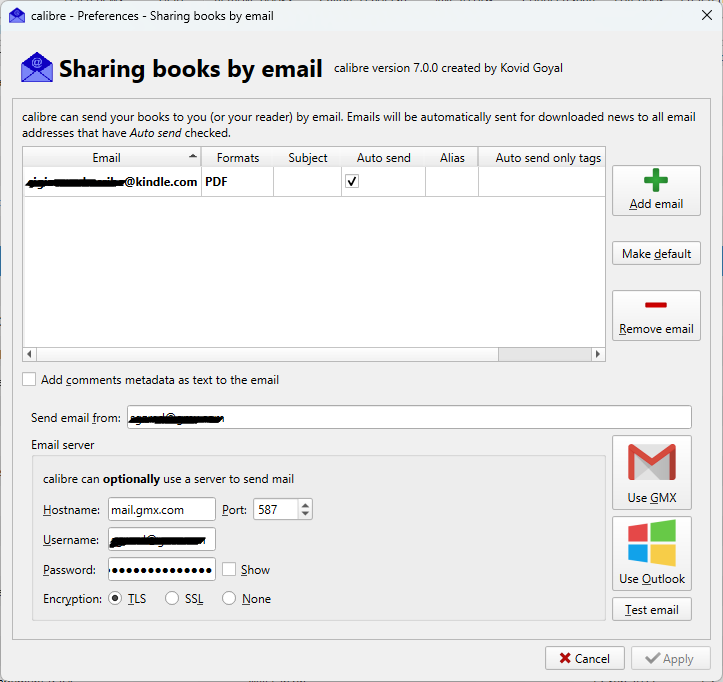 calibre - Preferences - Sharing books by email
Sharing books by email calibre version 7.0.0 created by Kovid Goyal
calibre can send your books to you (or your reader) by email. Emails will be automatically sent for downloaded news to all email
addresses that have Auto send checked.
Email Formats Subject Auto send Alias Auto send only tags
@kindle.com PDF
Add email
Make default
Remove email
Add comments metadata as text to the email
Send email from:
Email server
calibre can optionally use a server to send mail
Hostname: mail.gmx.com Port: 587
Use GMX
Username:
Password: Show
Use Outlook
Encryption: TLS SSL None
Test email
Cancel Apply